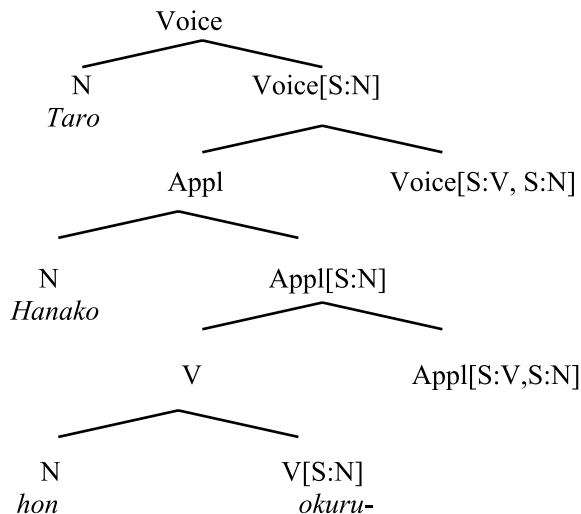 Voice
N Voice[S:N]
Taro
Appl Voice[S:V, S:N]
N Appl[S:N]
Hanako
V Appl[S:V,S:N]
N V[S:N]
hon okuru-